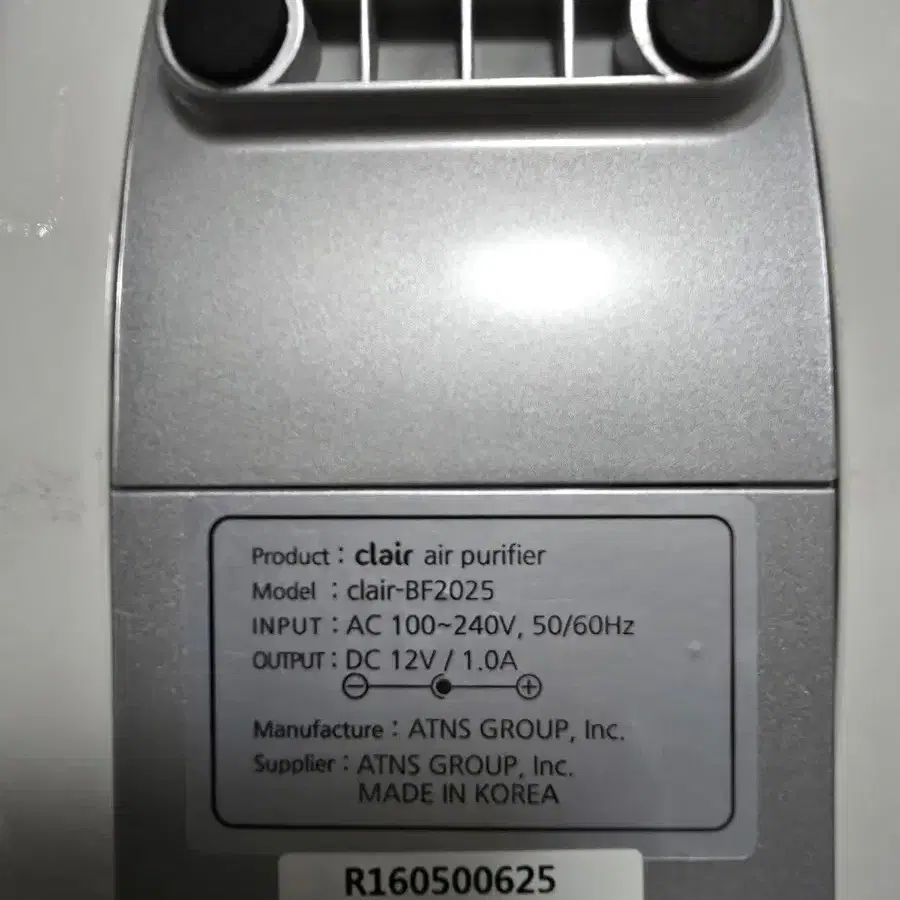 Product : clair air purifier
Model : clair-BF2025
INPUT : AC 100~240V, 50/60Hz
OUTPUT : DC 12V / 1.0A
Manufacture : ATNS GROUP, Inc.
Supplier : ATNS GROUP, Inc.
MADE IN KOREA
R160500625